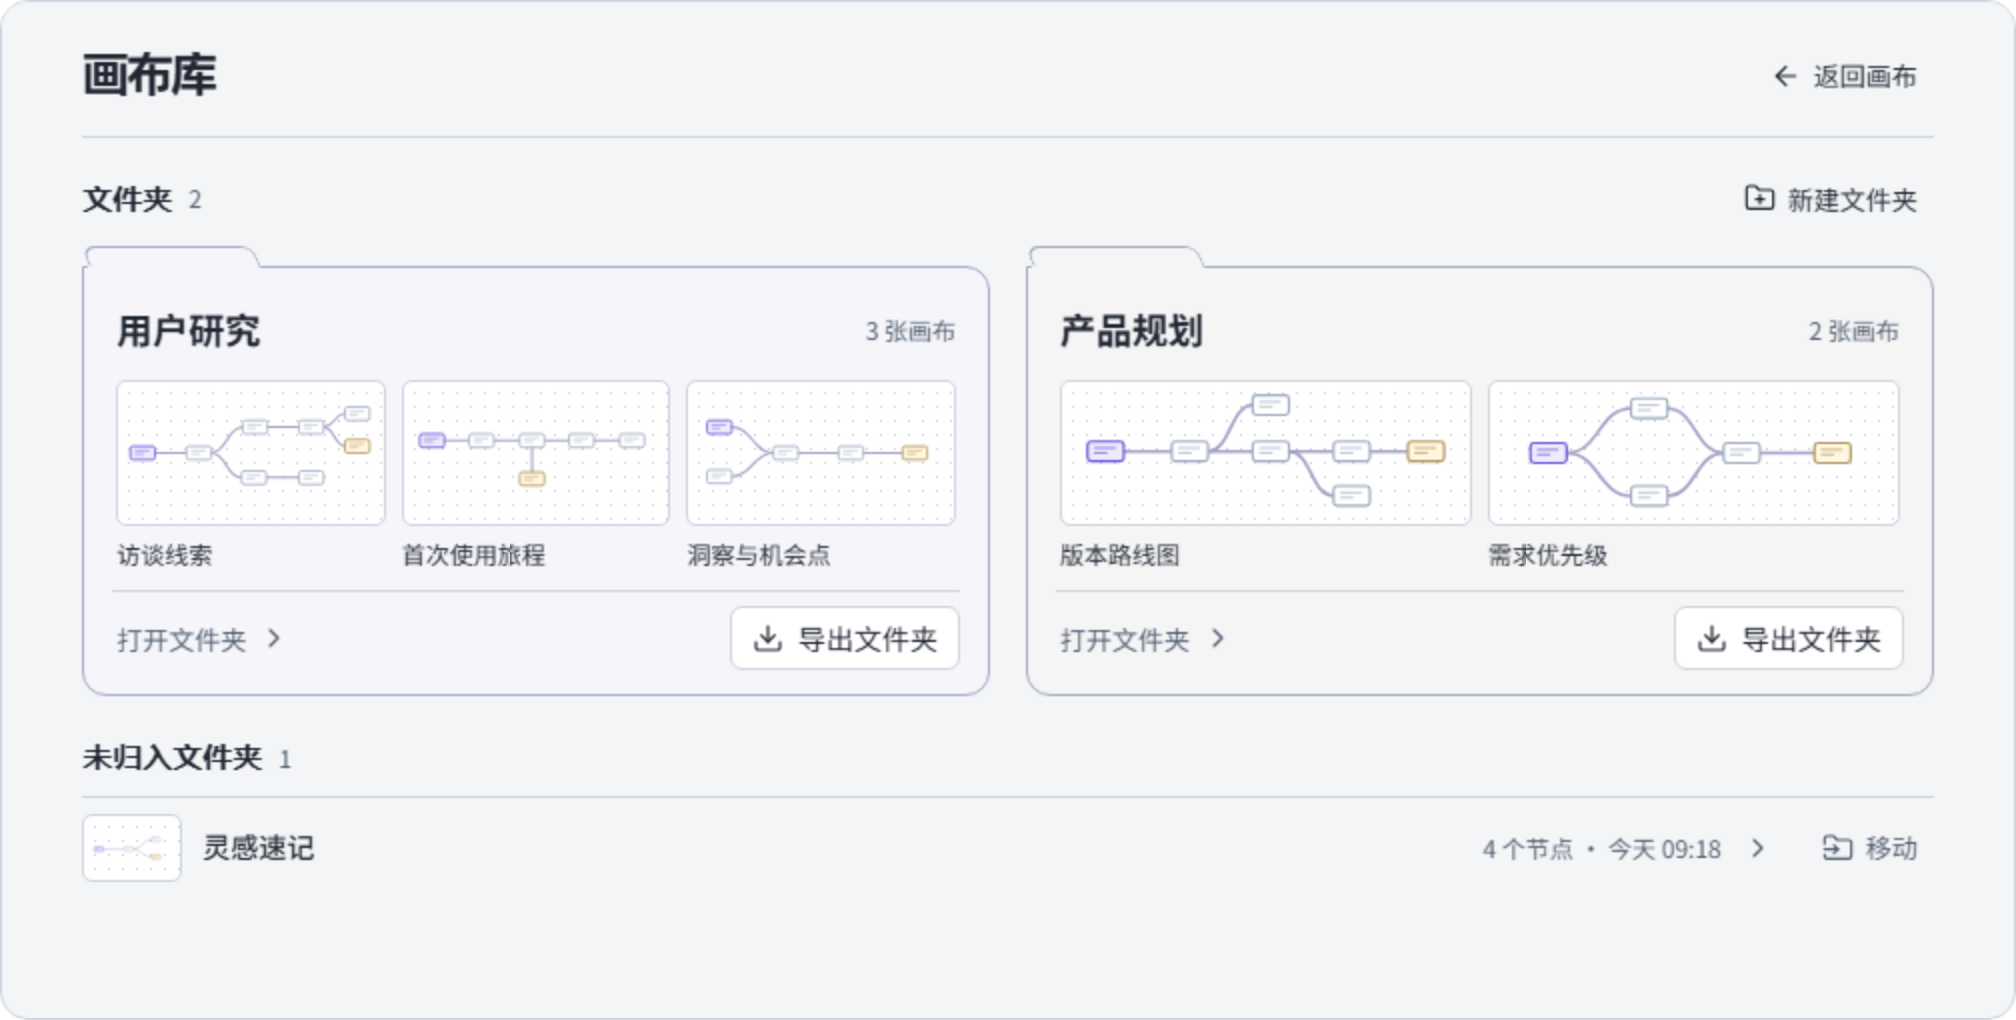 画布库
返回画布
文件夹 2
新建文件夹
用户研究
3 张画布
访谈线索
首次使用旅程
洞察与机会点
打开文件夹
导出文件夹
产品规划
2 张画布
版本路线图
需求优先级
打开文件夹
导出文件夹
未归入文件夹 1
灵感速记
4 个节点 · 今天 09:18
移动